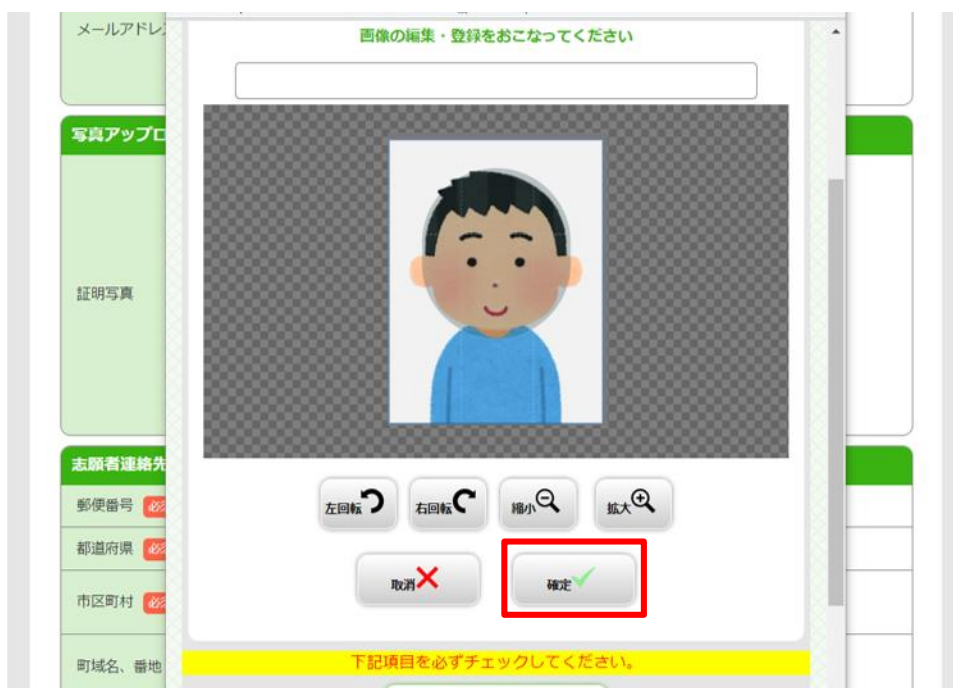 メールアドレ
画像の編集・登録をおこなってください
写真アップロ
証明写真
左回転
右回転
縮小
拡大
取消
確定
志願者連絡先
郵便番号
都道府県
市区町村
町域名、番地
下記項目を必ずチェックしてください。